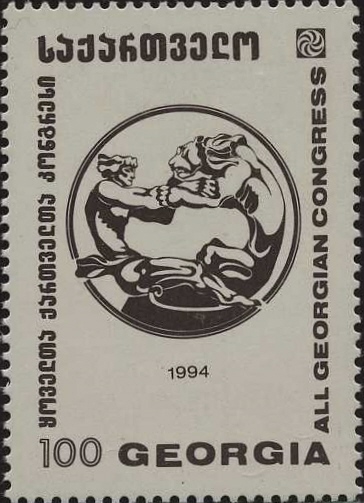 საქართველო
ყოველთა ქართველთა კონგრესი
ALL GEORGIAN CONGRESS
1994
100 GEORGIA